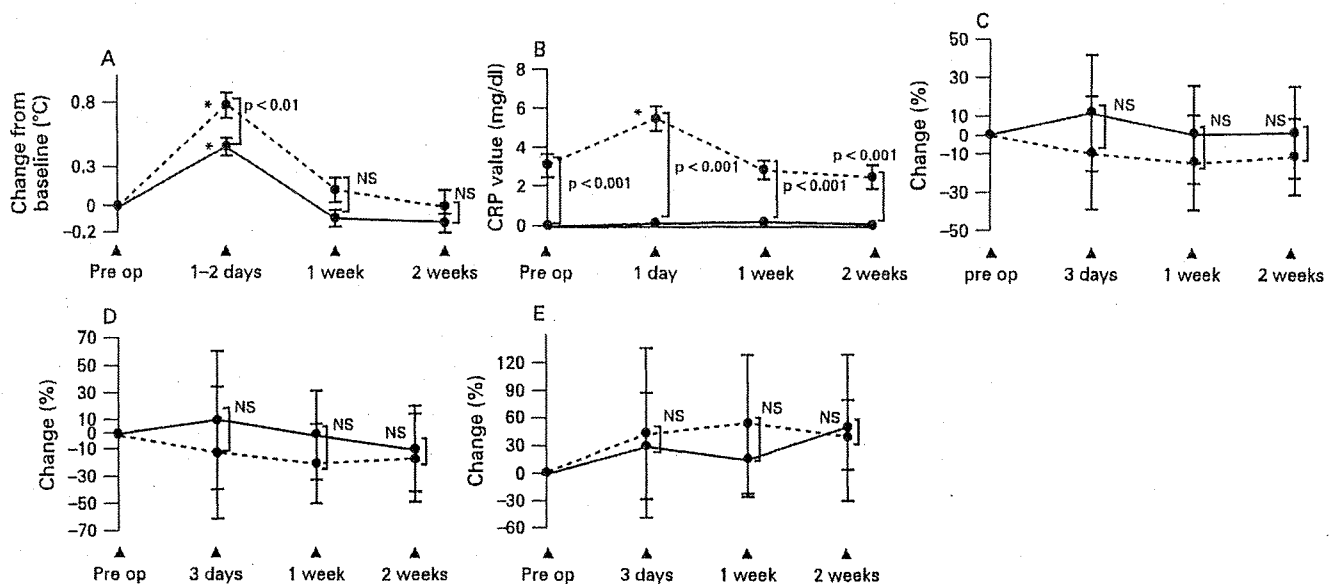 A
Change from
baseline (°C)
0.8
0.3
0
–0.2
*
*
p < 0.01
NS
NS
Pre op
1–2 days
1 week
2 weeks
B
CRP value (mg/dl)
8
6
4
2
0
*
p < 0.001
p < 0.001
p < 0.001
p < 0.001
Pre op
1 day
1 week
2 weeks
C
Change (%)
50
30
10
0
–10
–30
–50
NS
NS
NS
pre op
3 days
1 week
2 weeks
D
Change (%)
70
50
30
10
0
–10
–30
–50
–70
NS
NS
NS
Pre op
3 days
1 week
2 weeks
E
Change (%)
120
90
60
30
0
–30
–60
NS
NS
NS
Pre op
3 days
1 week
2 weeks